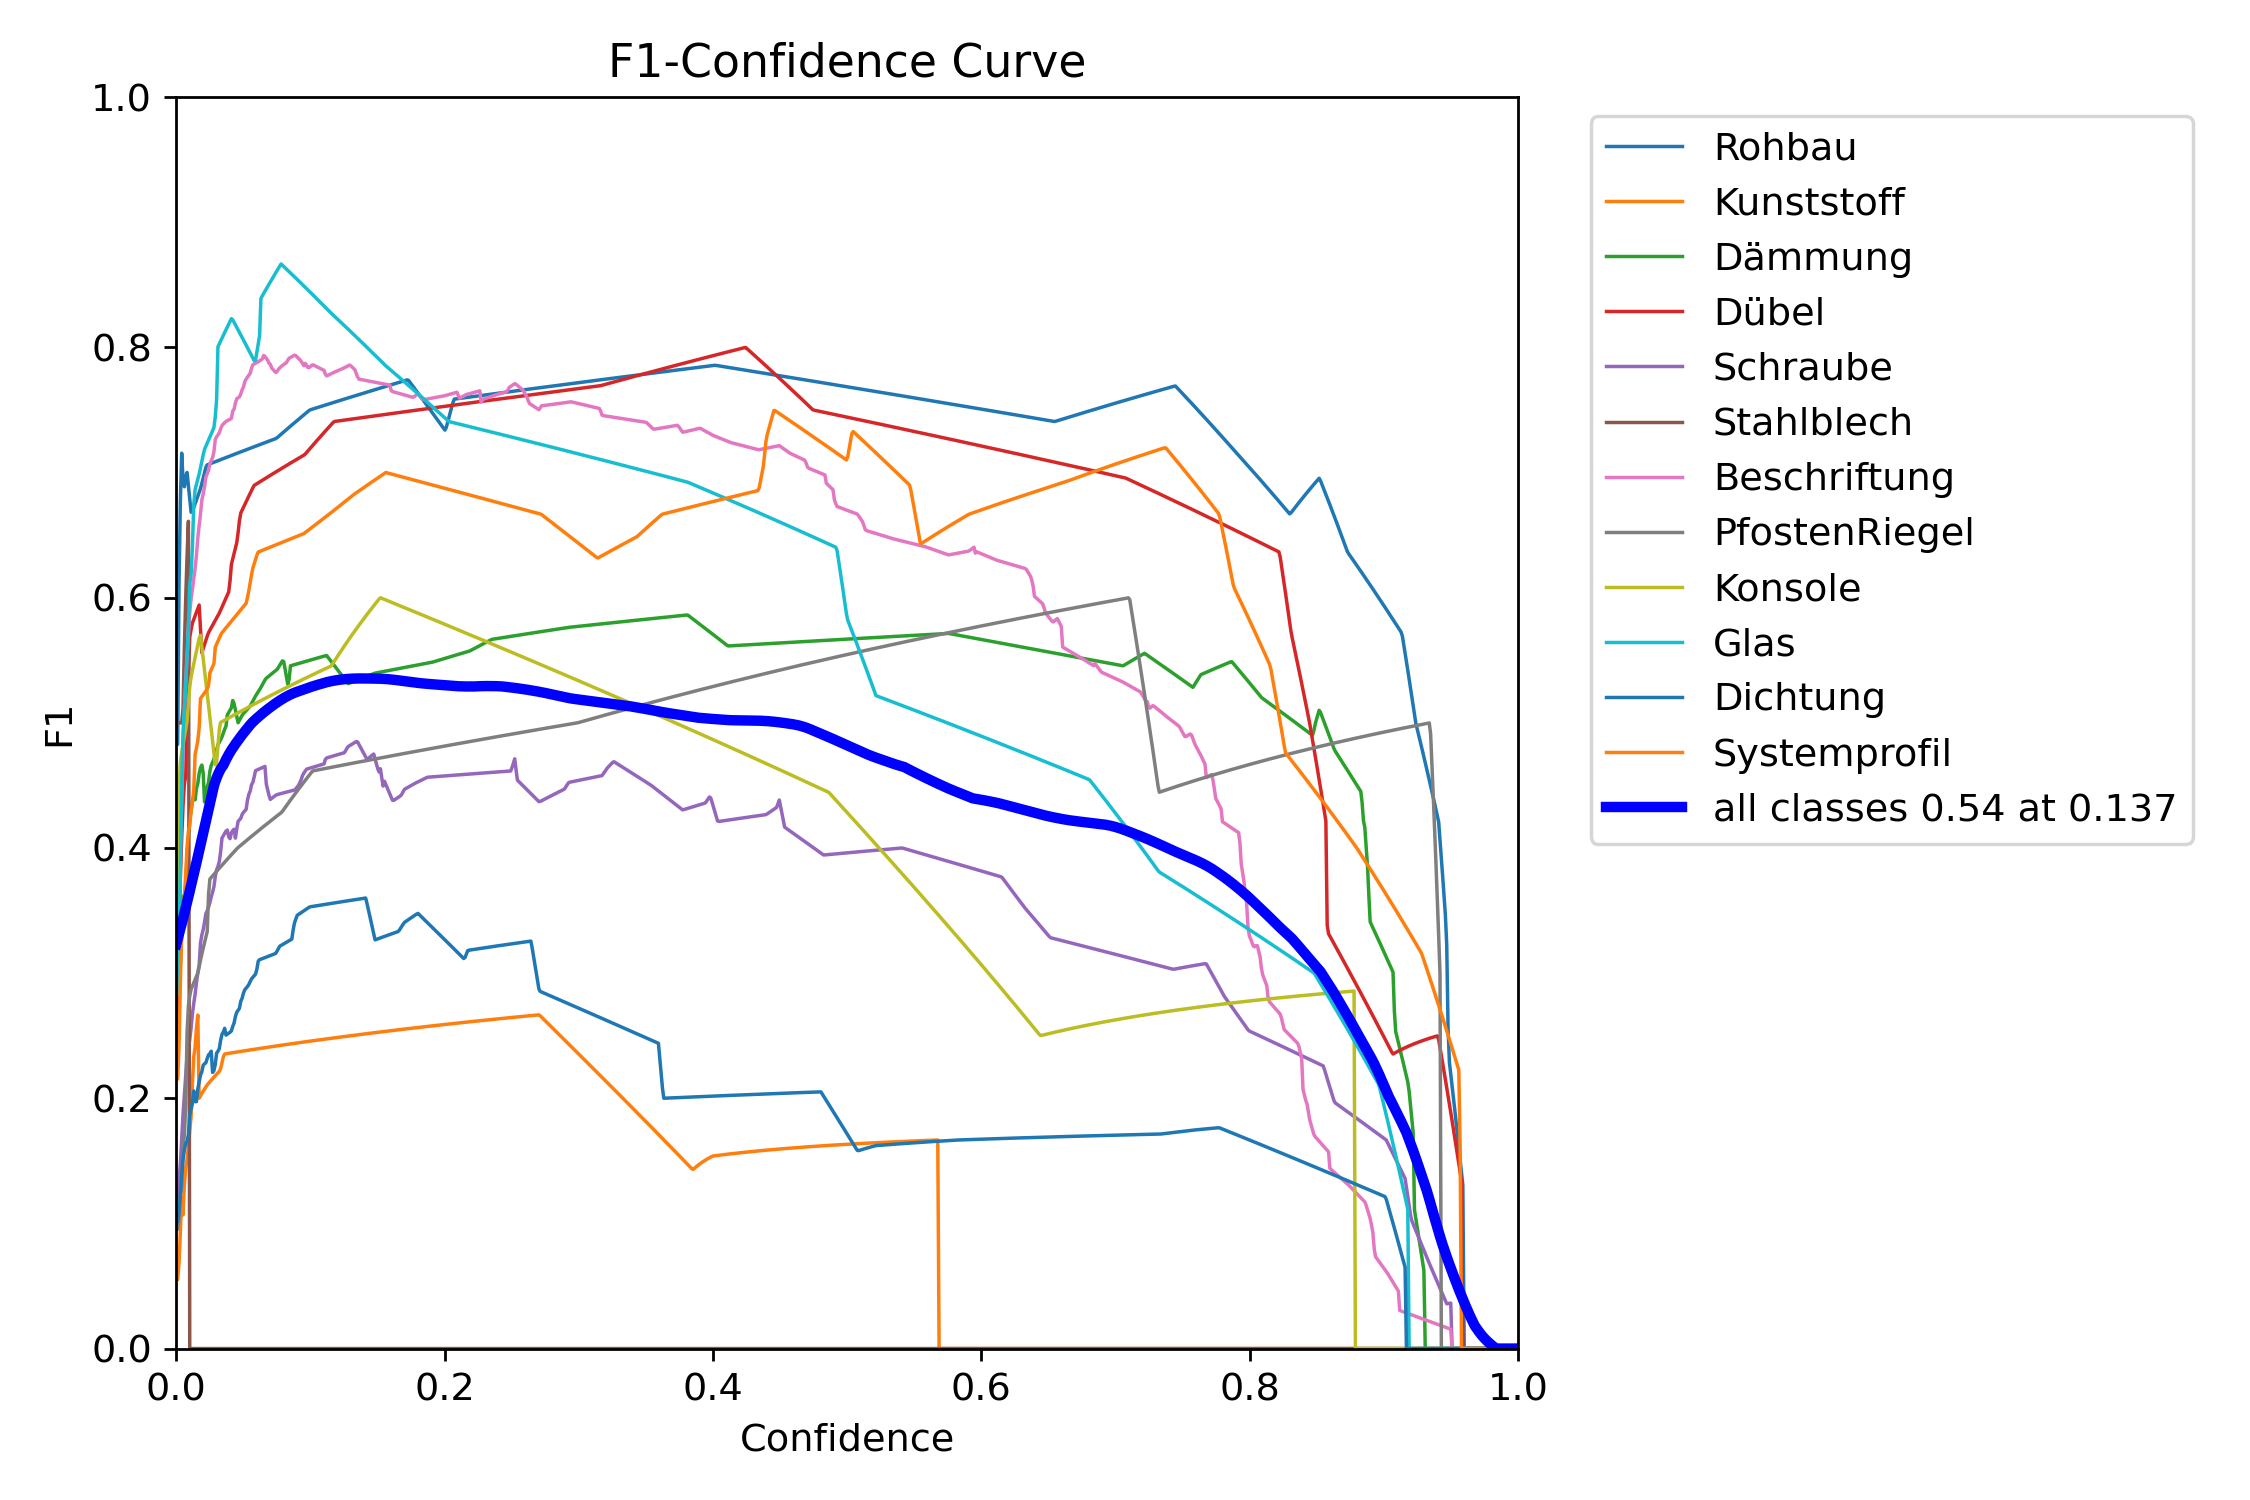 F1-Confidence Curve
1.0
0.8
0.6
0.4
0.2
0.0
F1
0.0 0.2 0.4 0.6 0.8 1.0
Confidence
Rohbau
Kunststoff
Dämmung
Dübel
Schraube
Stahlblech
Beschriftung
PfostenRiegel
Konsole
Glas
Dichtung
Systemprofil
all classes 0.54 at 0.137